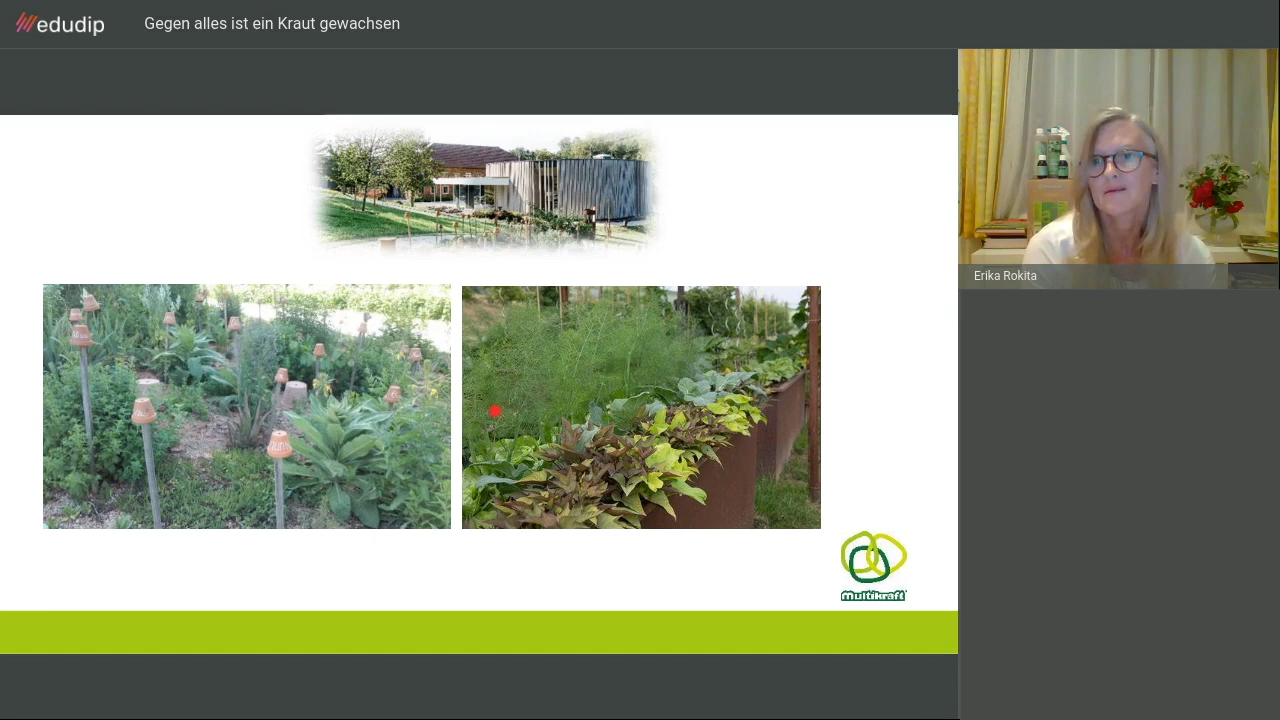 edudip
Gegen alles ist ein Kraut gewachsen
Erika Rokita
multikraft